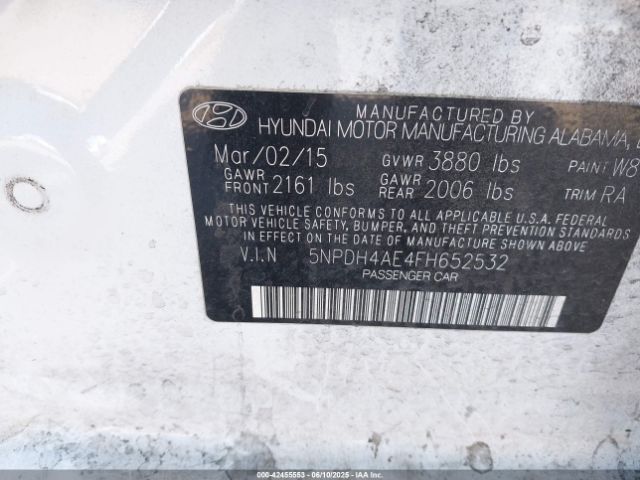 MANUFACTURED BY
HYUNDAI MOTOR MANUFACTURING ALABAMA,
Mar/02/15 GVWR 3880 lbs PAINT W8
GAWR FRONT 2161 lbs GAWR REAR 2006 lbs TRIM RA
THIS VEHICLE CONFORMS TO ALL APPLICABLE U.S.A. FEDERAL
MOTOR VEHICLE SAFETY, BUMPER, AND THEFT PREVENTION STANDARDS
IN EFFECT ON THE DATE OF MANUFACTURE SHOWN ABOVE
V.I.N 5NPDH4AE4FH652532
PASSENGER CAR
000-42455553 - 06/10/2025 - IAA Inc.